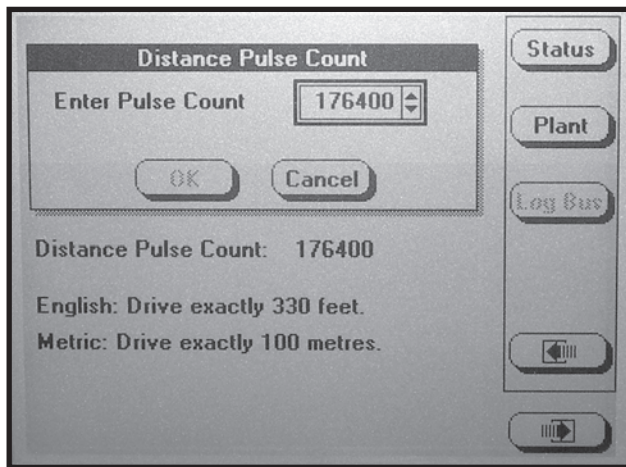 Distance Pulse Count
Enter Pulse Count 176400
OK Cancel
Distance Pulse Count: 176400
English: Drive exactly 330 feet.
Metric: Drive exactly 100 metres.
Status
Plant
Log Bus